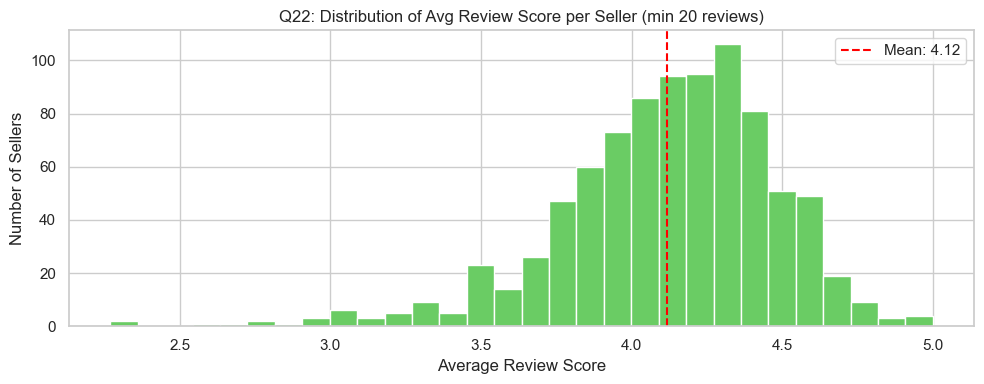 Q22: Distribution of Avg Review Score per Seller (min 20 reviews)
Mean: 4.12
Number of Sellers
100
80
60
40
20
0
2.5 3.0 3.5 4.0 4.5 5.0
Average Review Score